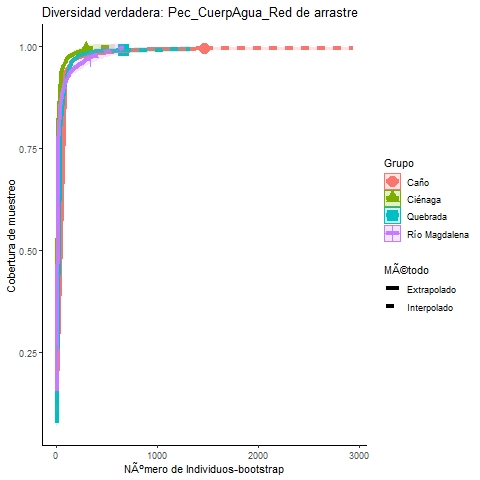 Diversidad verdadera: Pec_CuerpAgua_Red de arrastre
1.00
0.75
0.50
0.25
Cobertura de muestreo
0
1000
2000
3000
NÃºmero de Individuos-bootstrap
Grupo
Caño
Ciénaga
Quebrada
Río Magdalena
MÃ©todo
Extrapolado
Interpolado